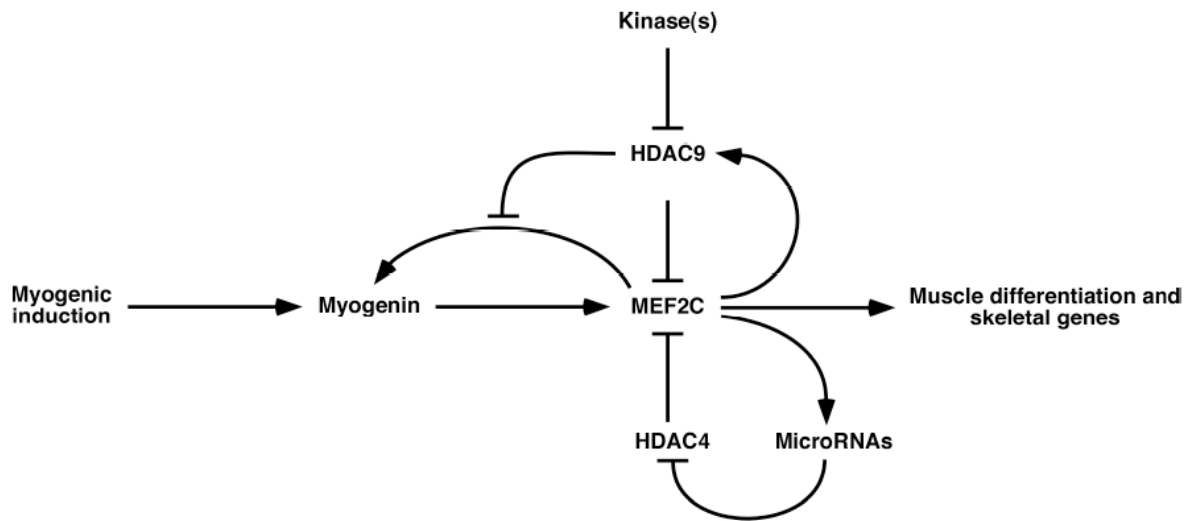 Kinase(s)
HDAC9
Myogenic
induction
Myogenin
MEF2C
Muscle differentiation and
skeletal genes
HDAC4
MicroRNAs